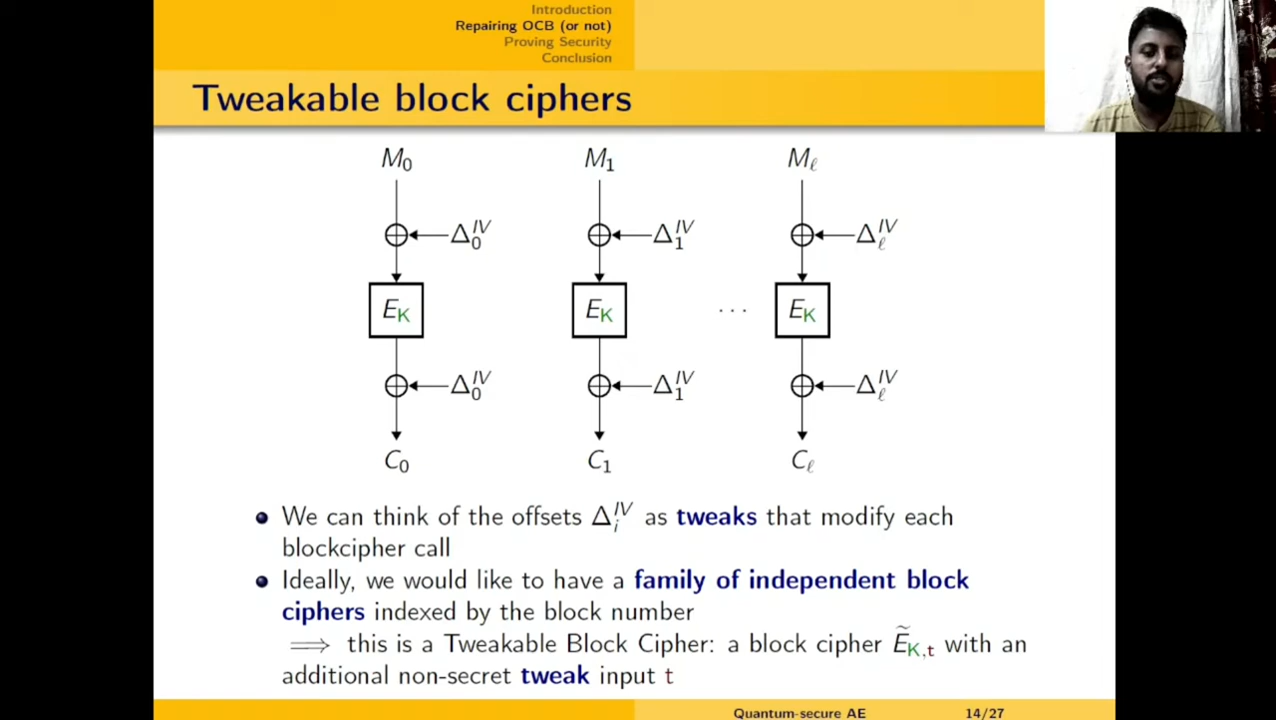 Introduction
Repairing OCB (or not)
Proving Security
Conclusion
Tweakable block ciphers
M₀ M₁ Mℓ
⊕ Δ₀^IV ⊕ Δ₁^IV ⊕ Δℓ^IV
E_K E_K ... E_K
⊕ Δ₀^IV ⊕ Δ₁^IV ⊕ Δℓ^IV
C₀ C₁ Cℓ
We can think of the offsets Δᵢ^IV as tweaks that modify each
blockcipher call
Ideally, we would like to have a family of independent block
ciphers indexed by the block number
⟹ this is a Tweakable Block Cipher: a block cipher Ẽ_K,t with an
additional non-secret tweak input t
Quantum-secure AE 14/27